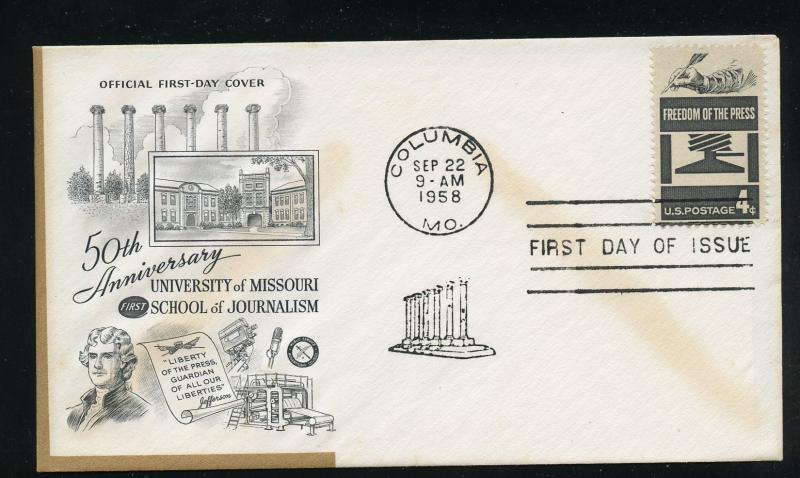 OFFICIAL FIRST-DAY COVER
50th
Anniversary
UNIVERSITY of MISSOURI
FIRST SCHOOL of JOURNALISM
"LIBERTY
OF THE PRESS,
GUARDIAN
OF ALL OUR
LIBERTIES"
Jefferson
COLUMBIA
SEP 22
9-AM
1958
MO.
FREEDOM OF THE PRESS
U.S. POSTAGE 4¢
FIRST DAY OF ISSUE